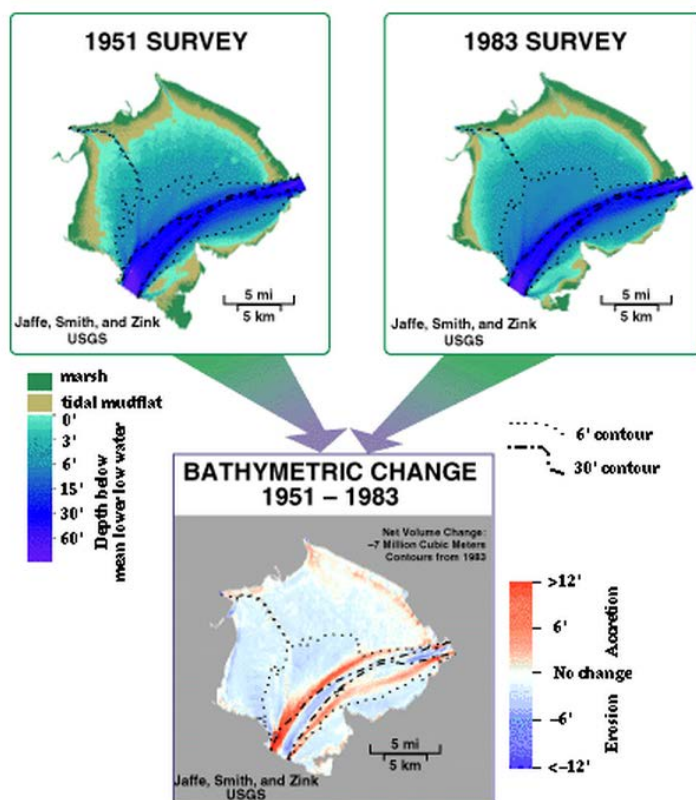 1951 SURVEY
5 mi
5 km
Jaffe, Smith, and Zink
USGS
1983 SURVEY
5 mi
5 km
Jaffe, Smith, and Zink
USGS
marsh
tidal mudflat
0'
3'
6'
15'
30'
60'
Depth below
mean lower low water
6' contour
30' contour
BATHYMETRIC CHANGE
1951 – 1983
Net Volume Change:
~7 Million Cubic Meters
Contours from 1983
5 mi
5 km
Jaffe, Smith, and Zink
USGS
>12'
6'
No change
-6'
<-12'
Accretion
Erosion